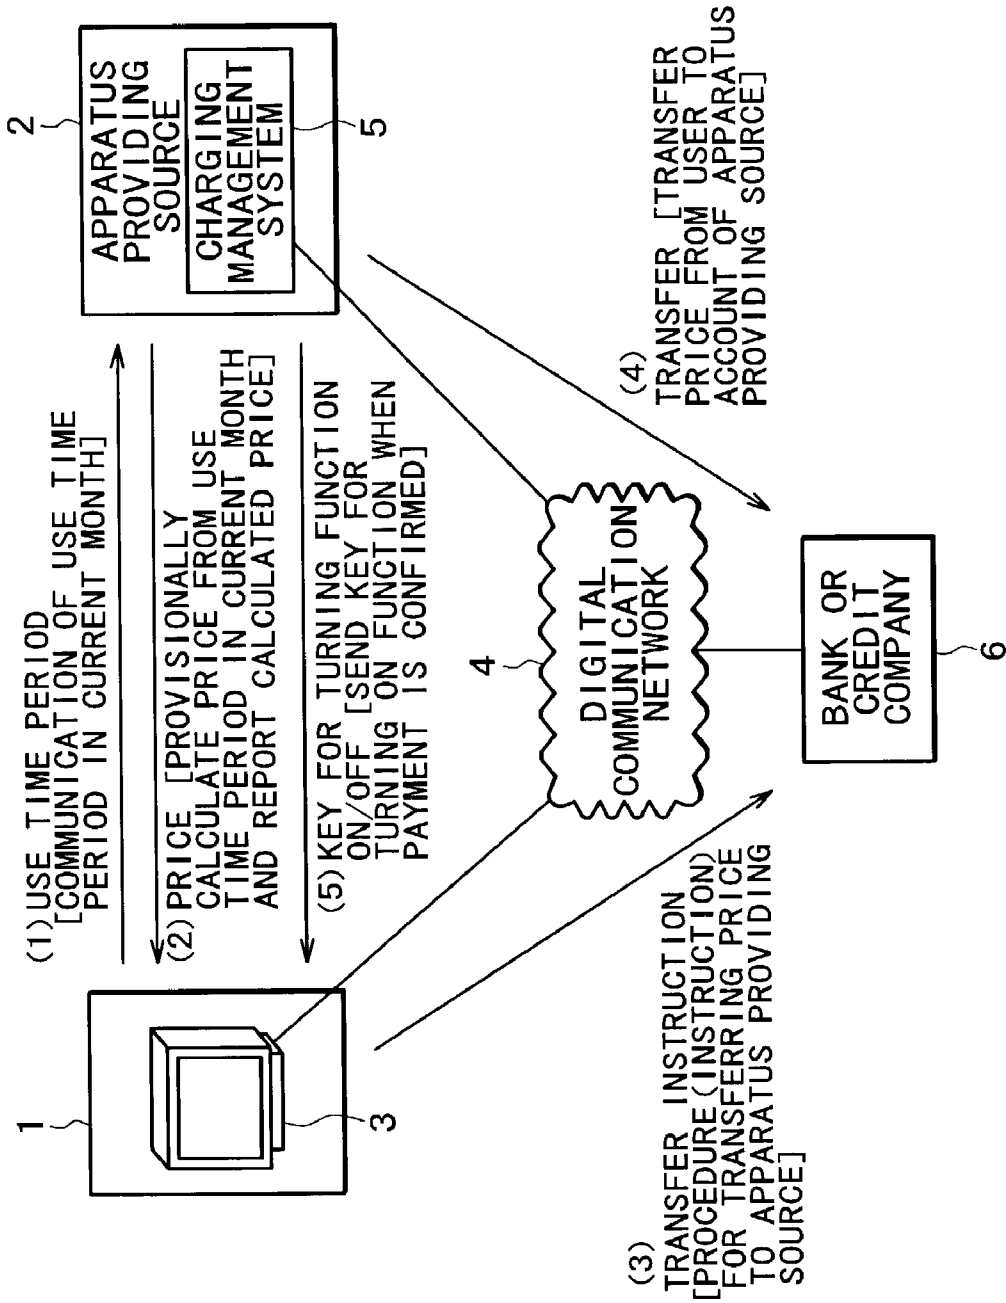 1
3
(1) USE TIME PERIOD
[COMMUNICATION OF USE TIME
PERIOD IN CURRENT MONTH]
(2) PRICE [PROVISIONALLY
CALCULATE PRICE FROM USE
TIME PERIOD IN CURRENT MONTH
AND REPORT CALCULATED PRICE]
(5) KEY FOR TURNING FUNCTION
ON/OFF [SEND KEY FOR
TURNING ON FUNCTION WHEN
PAYMENT IS CONFIRMED]
2
APPARATUS
PROVIDING
SOURCE
CHARGING
MANAGEMENT
SYSTEM
5
4
DIGITAL
COMMUNICATION
NETWORK
(3)
TRANSFER INSTRUCTION
[PROCEDURE(INSTRUCTION)
FOR TRANSFERRING PRICE
TO APPARATUS PROVIDING
SOURCE]
(4)
TRANSFER [TRANSFER
PRICE FROM USER TO
ACCOUNT OF APPARATUS
PROVIDING SOURCE]
BANK OR
CREDIT
COMPANY
6